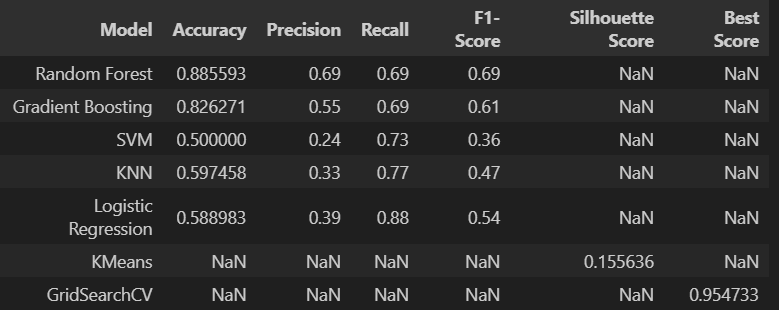 Model Accuracy Precision Recall F1-Score Silhouette Score Best Score
Random Forest 0.885593 0.69 0.69 0.69 NaN NaN
Gradient Boosting 0.826271 0.55 0.69 0.61 NaN NaN
SVM 0.500000 0.24 0.73 0.36 NaN NaN
KNN 0.597458 0.33 0.77 0.47 NaN NaN
Logistic Regression 0.588983 0.39 0.88 0.54 NaN NaN
KMeans NaN NaN NaN NaN 0.155636 NaN
GridSearchCV NaN NaN NaN NaN NaN 0.954733